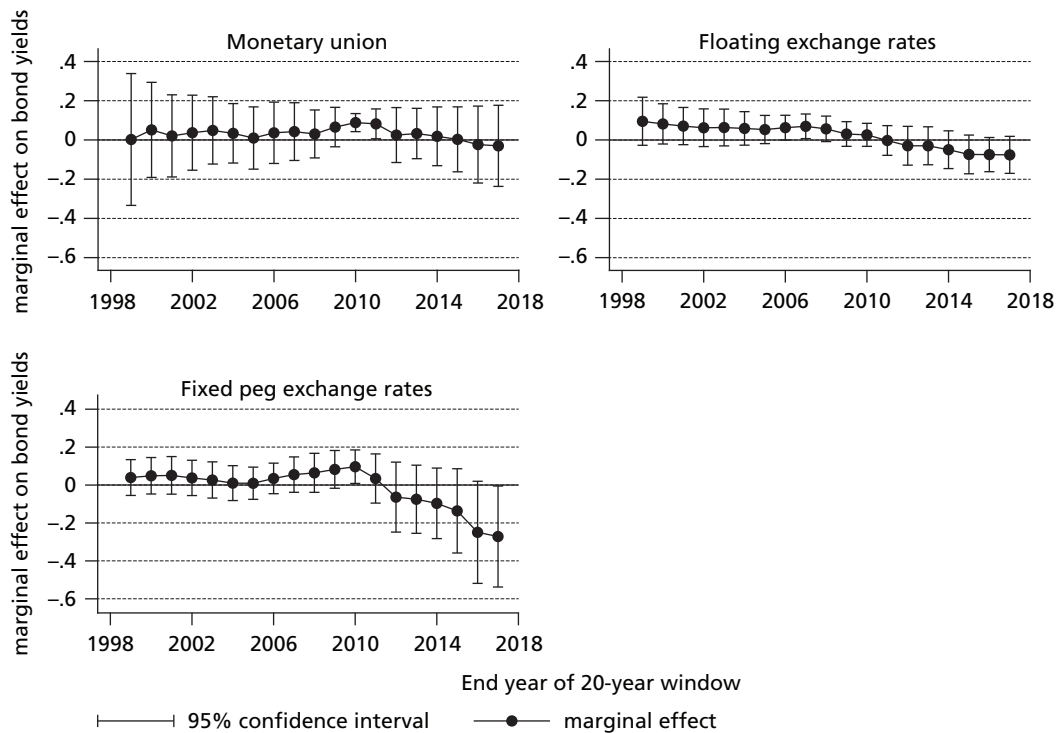 Monetary union
marginal effect on bond yields
.4
.2
0
–.2
–.4
–.6
1998 2002 2006 2010 2014 2018
Floating exchange rates
.4
.2
0
–.2
–.4
–.6
1998 2002 2006 2010 2014 2018
Fixed peg exchange rates
marginal effect on bond yields
.4
.2
0
–.2
–.4
–.6
1998 2002 2006 2010 2014 2018
End year of 20-year window
95% confidence interval marginal effect